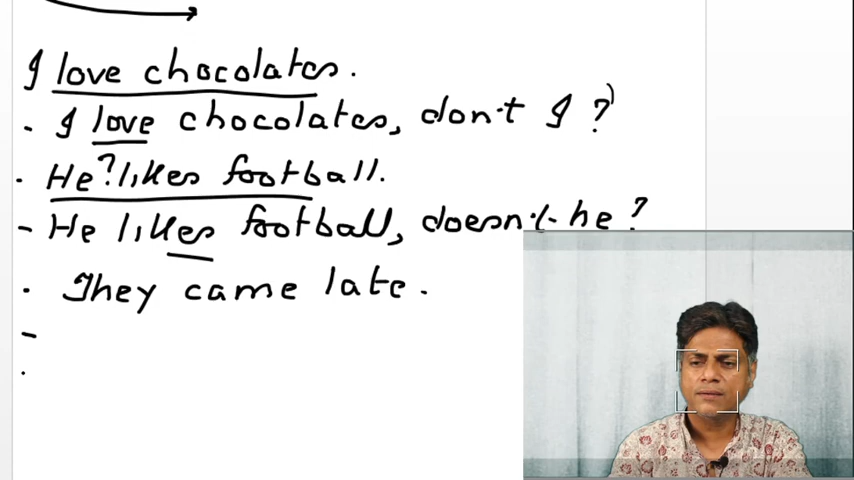 I love chocolates.
- I love chocolates, don't I ?
· He? likes football.
- He likes football, doesn't he ?
· They came late.
-
·